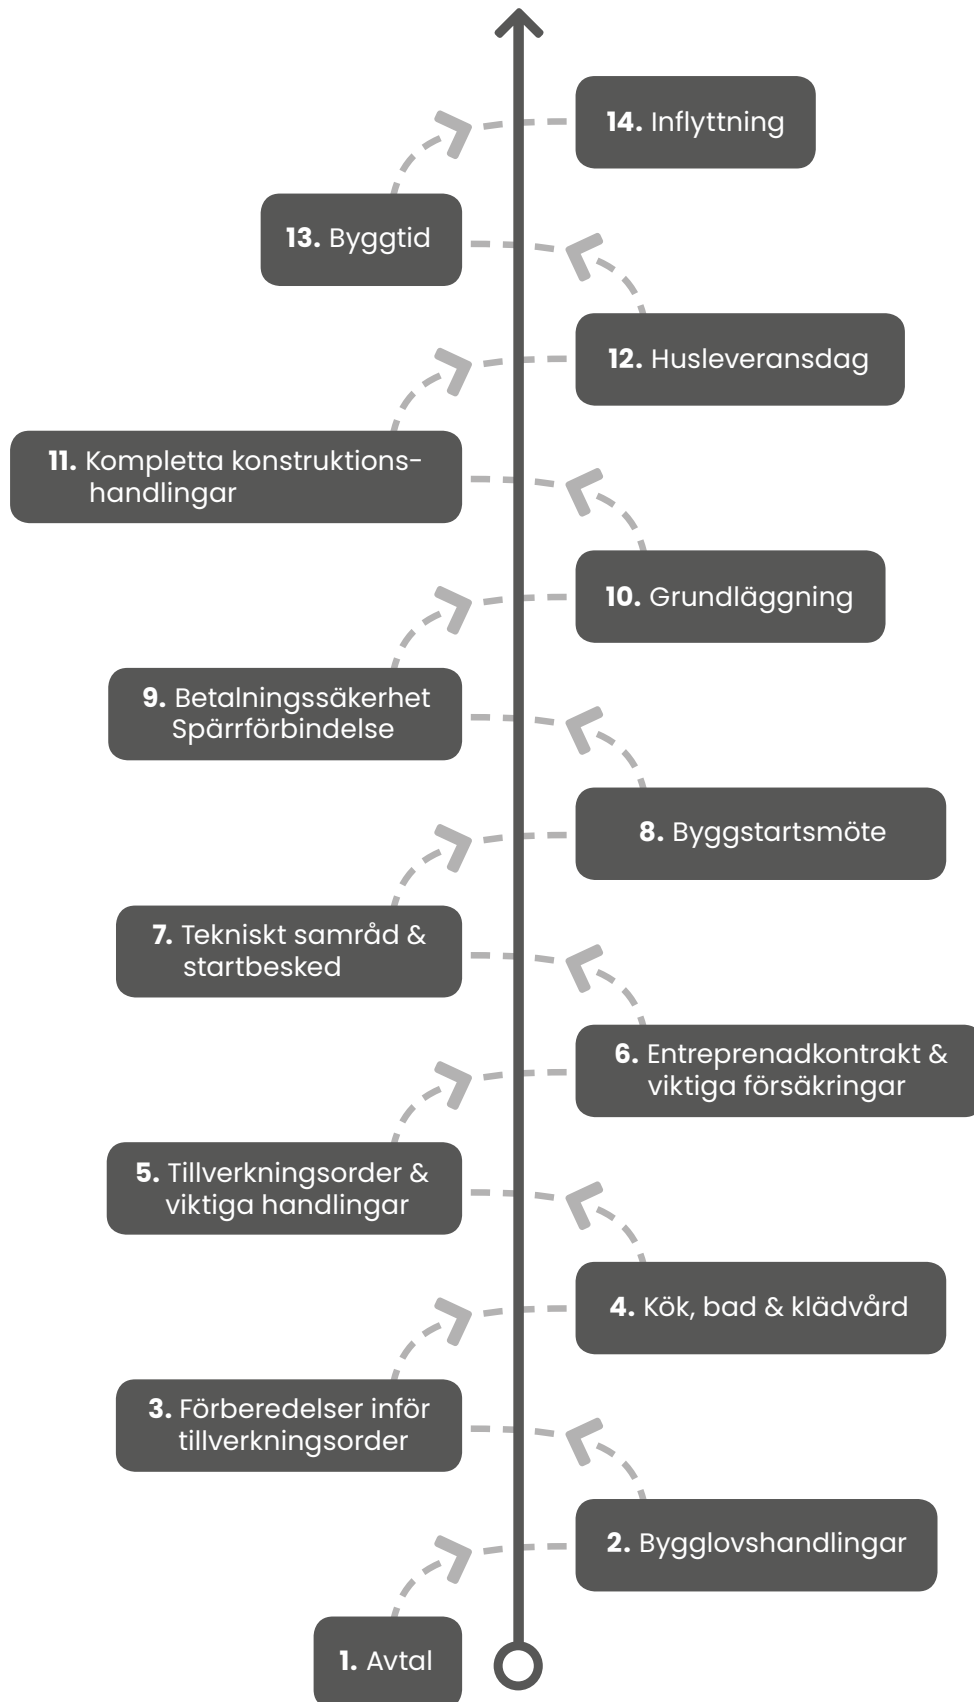 14. Inflyttning
13. Byggtid
12. Husleveransdag
11. Kompletta konstruktions-
handlingar
10. Grundläggning
9. Betalningssäkerhet
Spärrförbindelse
8. Byggstartsmöte
7. Tekniskt samråd &
startbesked
6. Entreprenadkontrakt &
viktiga försäkringar
5. Tillverkningsorder &
viktiga handlingar
4. Kök, bad & klädvård
3. Förberedelser inför
tillverkningsorder
2. Bygglovshandlingar
1. Avtal